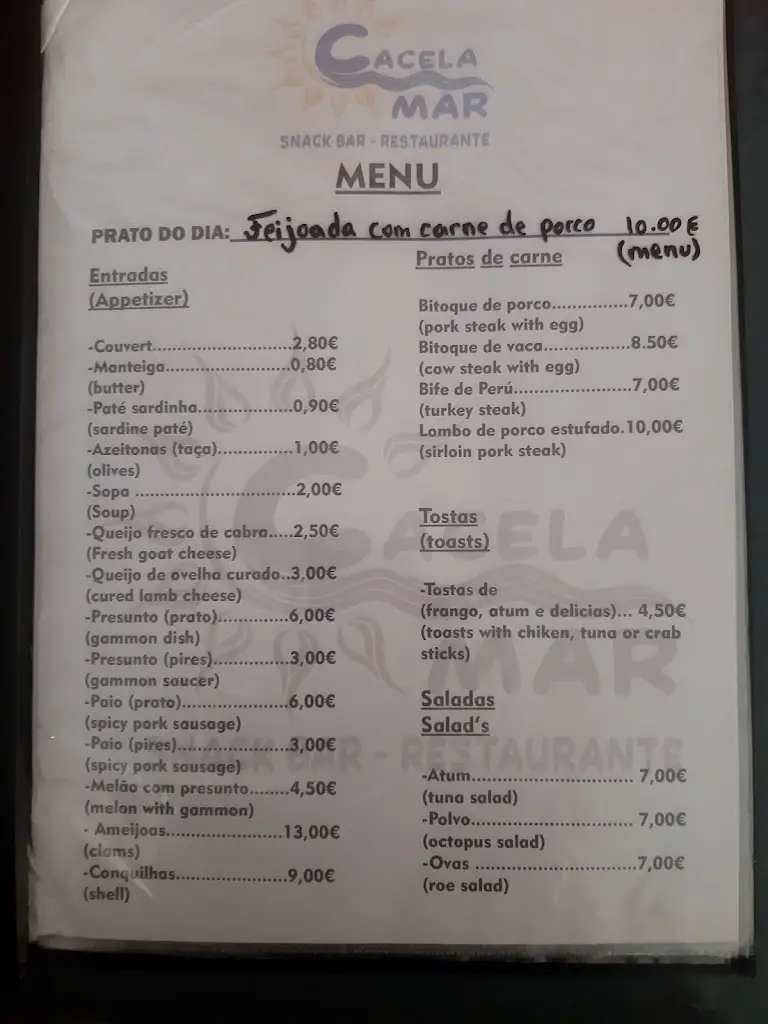 CACELA
MAR
SNACK BAR - RESTAURANTE
MENU
PRATO DO DIA: Feijoada com carne de porco 10.00€
(menu)
Entradas
(Appetizer)
-Couvert..........................2,80€
-Manteiga.......................0,80€
(butter)
-Paté sardinha.................0,90€
(sardine paté)
-Azeitonas (taça)..............1,00€
(olives)
-Sopa ..............................2,00€
(Soup)
-Queijo fresco de cabra.....2,50€
(Fresh goat cheese)
-Queijo de ovelha curado..3,00€
(cured lamb cheese)
-Presunto (prato).............6,00€
(gammon dish)
-Presunto (pires)..............3,00€
(gammon saucer)
-Paio (prato)....................6,00€
(spicy pork sausage)
-Paio (pires).....................3,00€
(spicy pork sausage)
-Melão com presunto........4,50€
(melon with gammon)
- Ameijoas......................13,00€
(clams)
-Conquilhas.....................9,00€
(shell)
Pratos de carne
Bitoque de porco..............7,00€
(pork steak with egg)
Bitoque de vaca................8.50€
(cow steak with egg)
Bife de Perú......................7,00€
(turkey steak)
Lombo de porco estufado.10,00€
(sirloin pork steak)
Tostas
(toasts)
-Tostas de
(frango, atum e delicias)... 4,50€
(toasts with chiken, tuna or crab
sticks)
Saladas
Salad's
-Atum.............................. 7,00€
(tuna salad)
-Polvo.............................. 7,00€
(octopus salad)
-Ovas ..............................7,00€
(roe salad)
CACELA
MAR
SNACK BAR - RESTAURANTE